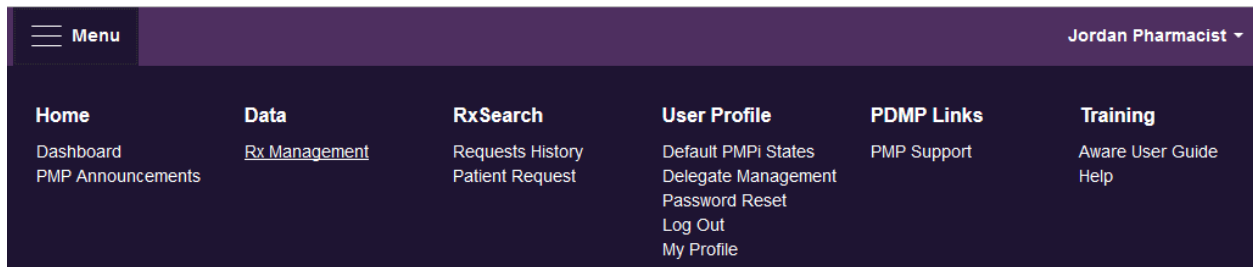 Menu
Jordan Pharmacist
Home
Dashboard
PMP Announcements
Data
Rx Management
RxSearch
Requests History
Patient Request
User Profile
Default PMPi States
Delegate Management
Password Reset
Log Out
My Profile
PDMP Links
PMP Support
Training
Aware User Guide
Help